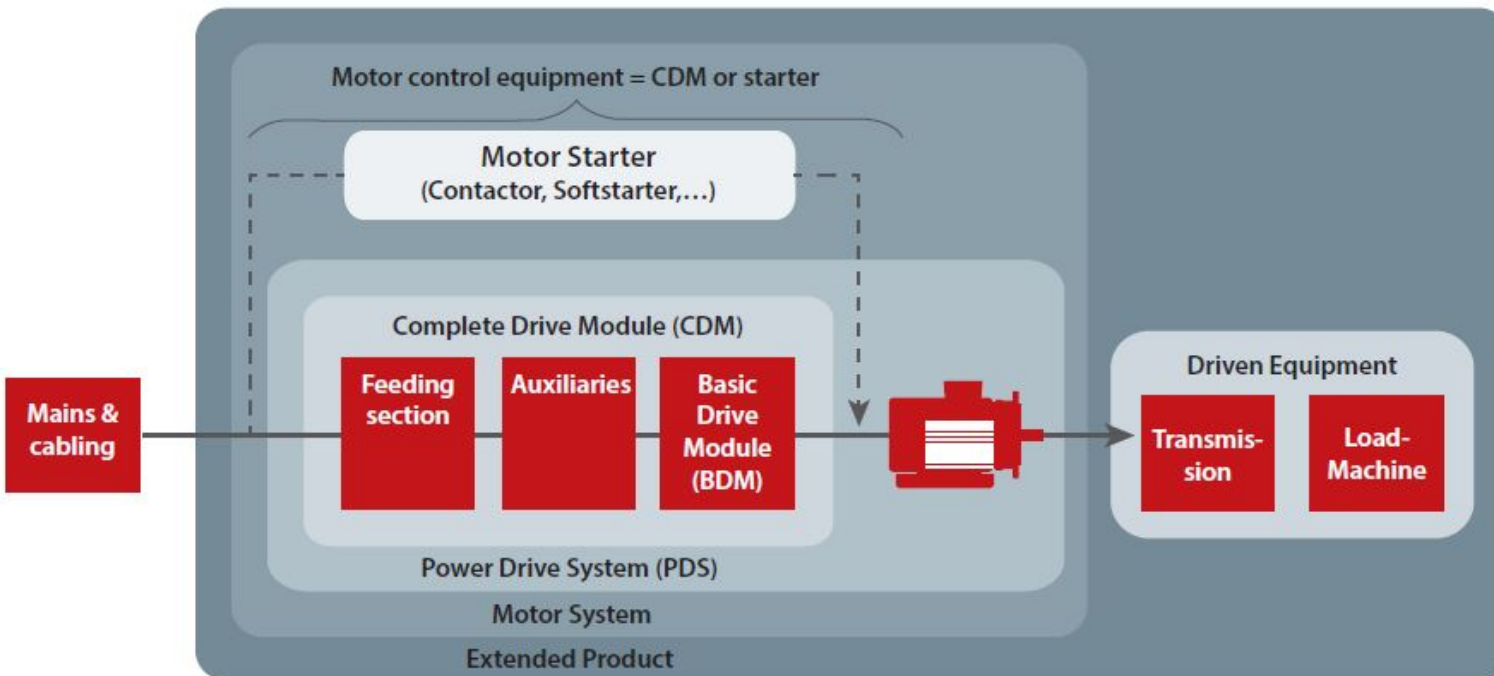 Motor control equipment = CDM or starter
Motor Starter
(Contactor, Softstarter,…)
Complete Drive Module (CDM)
Mains &
cabling
Feeding
section
Auxiliaries
Basic
Drive
Module
(BDM)
Driven Equipment
Transmis-
sion
Load-
Machine
Power Drive System (PDS)
Motor System
Extended Product